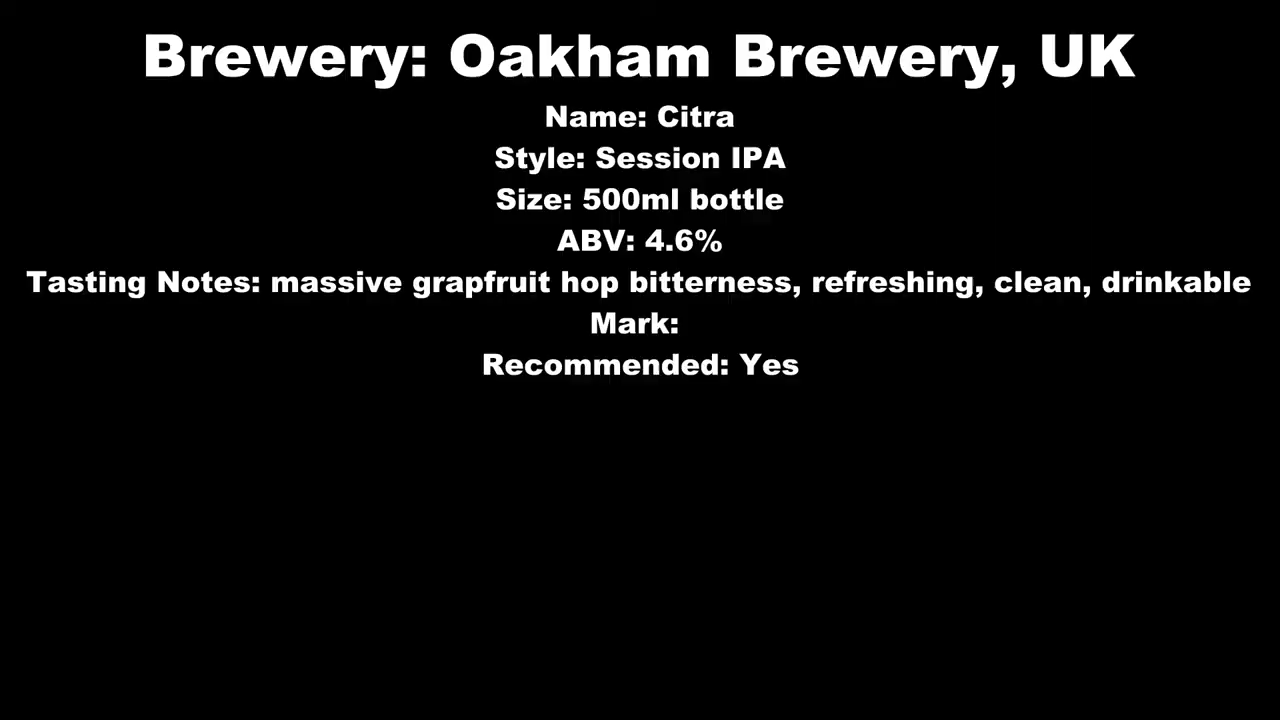 Brewery: Oakham Brewery, UK
Name: Citra
Style: Session IPA
Size: 500ml bottle
ABV: 4.6%
Tasting Notes: massive grapfruit hop bitterness, refreshing, clean, drinkable
Mark:
Recommended: Yes